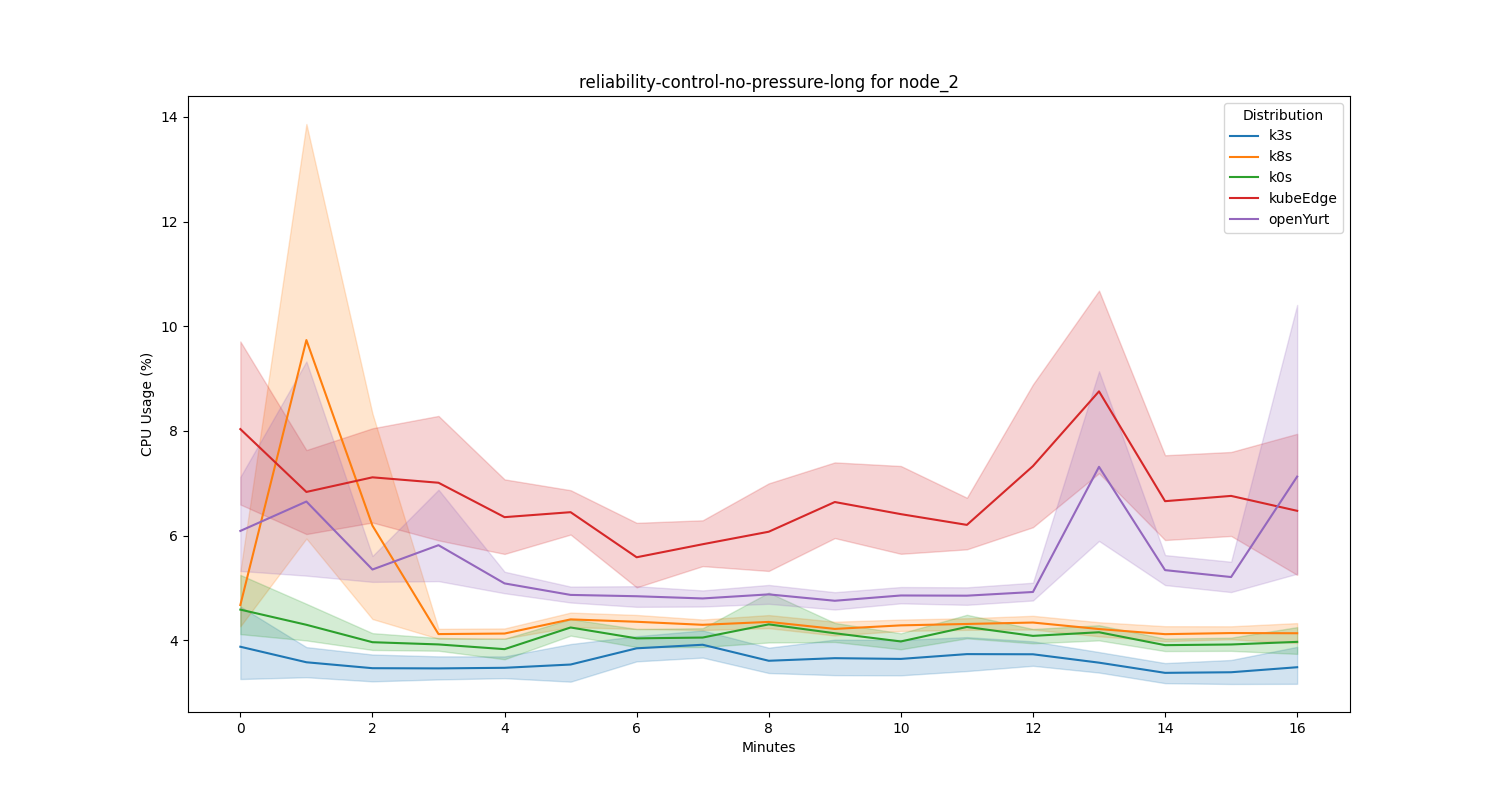 reliability-control-no-pressure-long for node_2
Distribution
k3s
k8s
k0s
kubeEdge
openYurt
CPU Usage (%)
14
12
10
8
6
4
0 2 4 6 8 10 12 14 16
Minutes